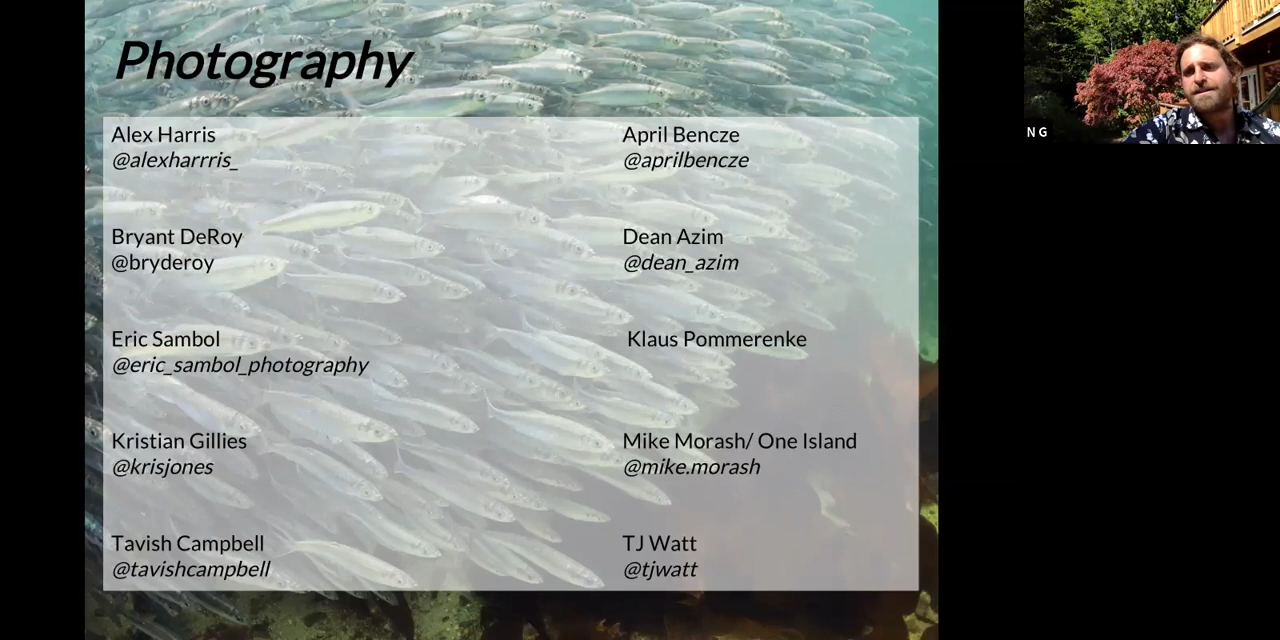 Photography
Alex Harris
@alexharrris_
Bryant DeRoy
@bryderoy
Eric Sambol
@eric_sambol_photography
Kristian Gillies
@krisjones
Tavish Campbell
@tavishcampbell
April Bencze
@aprilbencze
Dean Azim
@dean_azim
Klaus Pommerenke
Mike Morash/ One Island
@mike.morash
TJ Watt
@tjwatt
N G